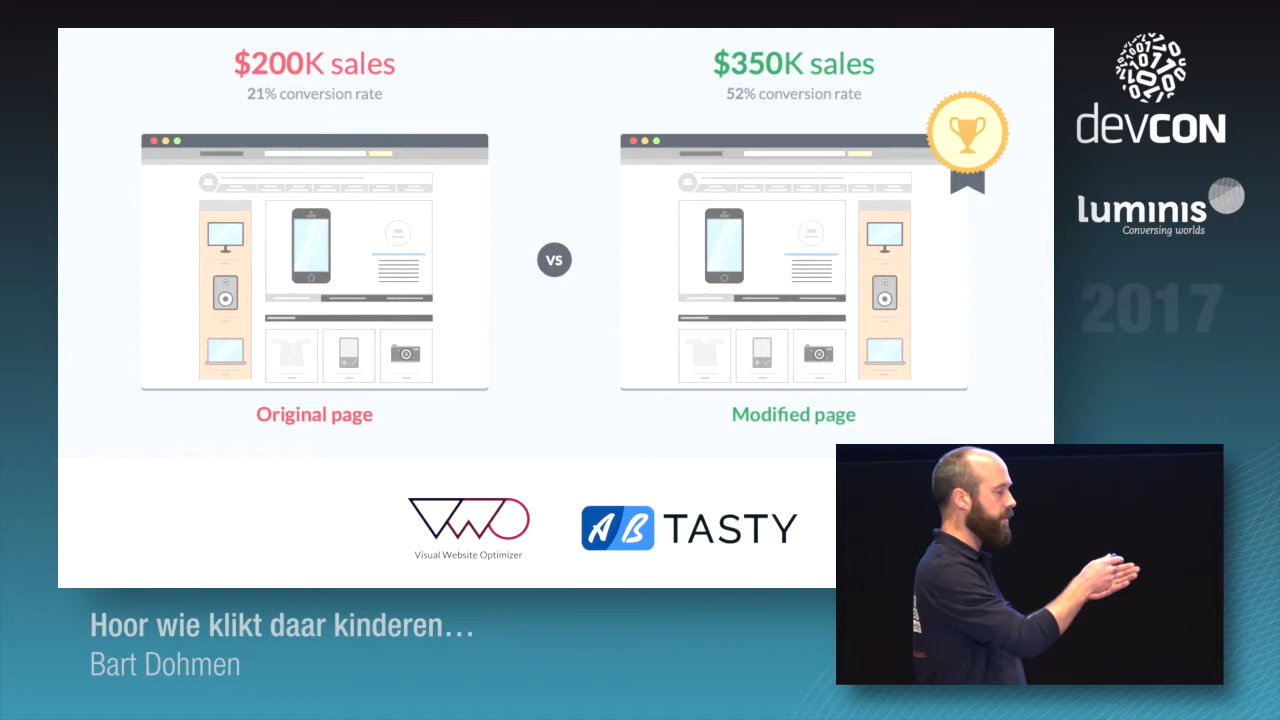 $200K sales
21% conversion rate
$350K sales
52% conversion rate
VS
Original page
Modified page
VWO
Visual Website Optimizer
AB TASTY
devCON
luminis
Conversing worlds
2017
Hoor wie klikt daar kinderen...
Bart Dohmen